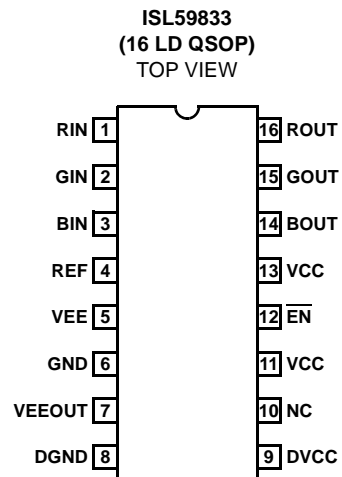 ISL59833
(16 LD QSOP)
TOP VIEW
RIN 1 16 ROUT
GIN 2 15 GOUT
BIN 3 14 BOUT
REF 4 13 VCC
VEE 5 12 EN
GND 6 11 VCC
VEEOUT 7 10 NC
DGND 8 9 DVCC